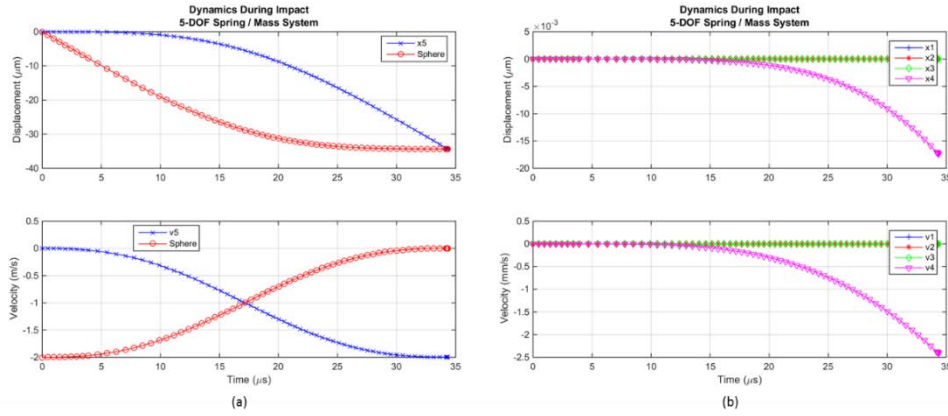 Dynamics During Impact
5-DOF Spring / Mass System
0
-10
-20
-30
-40
Displacement (μm)
x5
Sphere
0 5 10 15 20 25 30 35
0.5
0
-0.5
-1
-1.5
-2
Velocity (m/s)
v5
Sphere
0 5 10 15 20 25 30 35
Time (μs)
(a)
Dynamics During Impact
5-DOF Spring / Mass System
×10⁻³
5
0
-5
-10
-15
-20
Displacement (μm)
x1
x2
x3
x4
0 5 10 15 20 25 30 35
0.5
0
-0.5
-1
-1.5
-2
-2.5
Velocity (mm/s)
v1
v2
v3
v4
0 5 10 15 20 25 30 35
Time (μs)
(b)